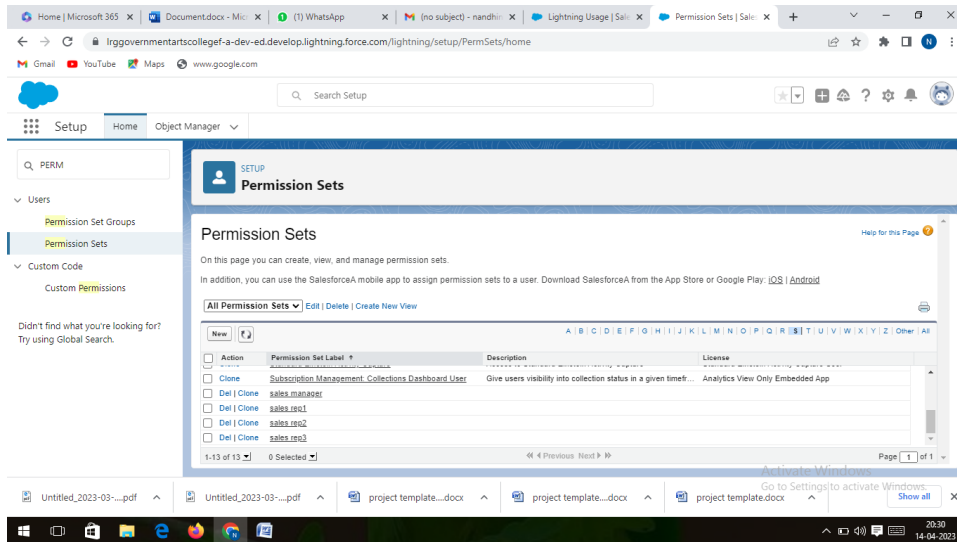 Home | Microsoft 365
Document.docx - Micr
(1) WhatsApp
(no subject) - nandhin
Lightning Usage | Sale
Permission Sets | Sales
lrggovernmentartscollegef-a-dev-ed.develop.lightning.force.com/lightning/setup/PermSets/home
N
Gmail YouTube Maps www.google.com
Search Setup
Setup Home Object Manager
PERM
Users
Permission Set Groups
Permission Sets
Custom Code
Custom Permissions
Didn't find what you're looking for?
Try using Global Search.
SETUP
Permission Sets
Permission Sets
Help for this Page
On this page you can create, view, and manage permission sets.
In addition, you can use the SalesforceA mobile app to assign permission sets to a user. Download SalesforceA from the App Store or Google Play: iOS | Android
All Permission Sets Edit | Delete | Create New View
New A | B | C | D | E | F | G | H | I | J | K | L | M | N | O | P | Q | R | S | T | U | V | W | X | Y | Z | Other | All
Action Permission Set Label ↑ Description License
Clone Subscription Management: Collections Dashboard User Give users visibility into collection status in a given timefr... Analytics View Only Embedded App
Del | Clone sales manager
Del | Clone sales rep1
Del | Clone sales rep2
Del | Clone sales rep3
1-13 of 13 0 Selected Previous Next Page 1 of 1
Activate Windows
Go to Settings to activate Windows.
Untitled_2023-03-....pdf
Untitled_2023-03-....pdf
project template....docx
project template....docx
project template.docx
Show all
20:30
14-04-2023